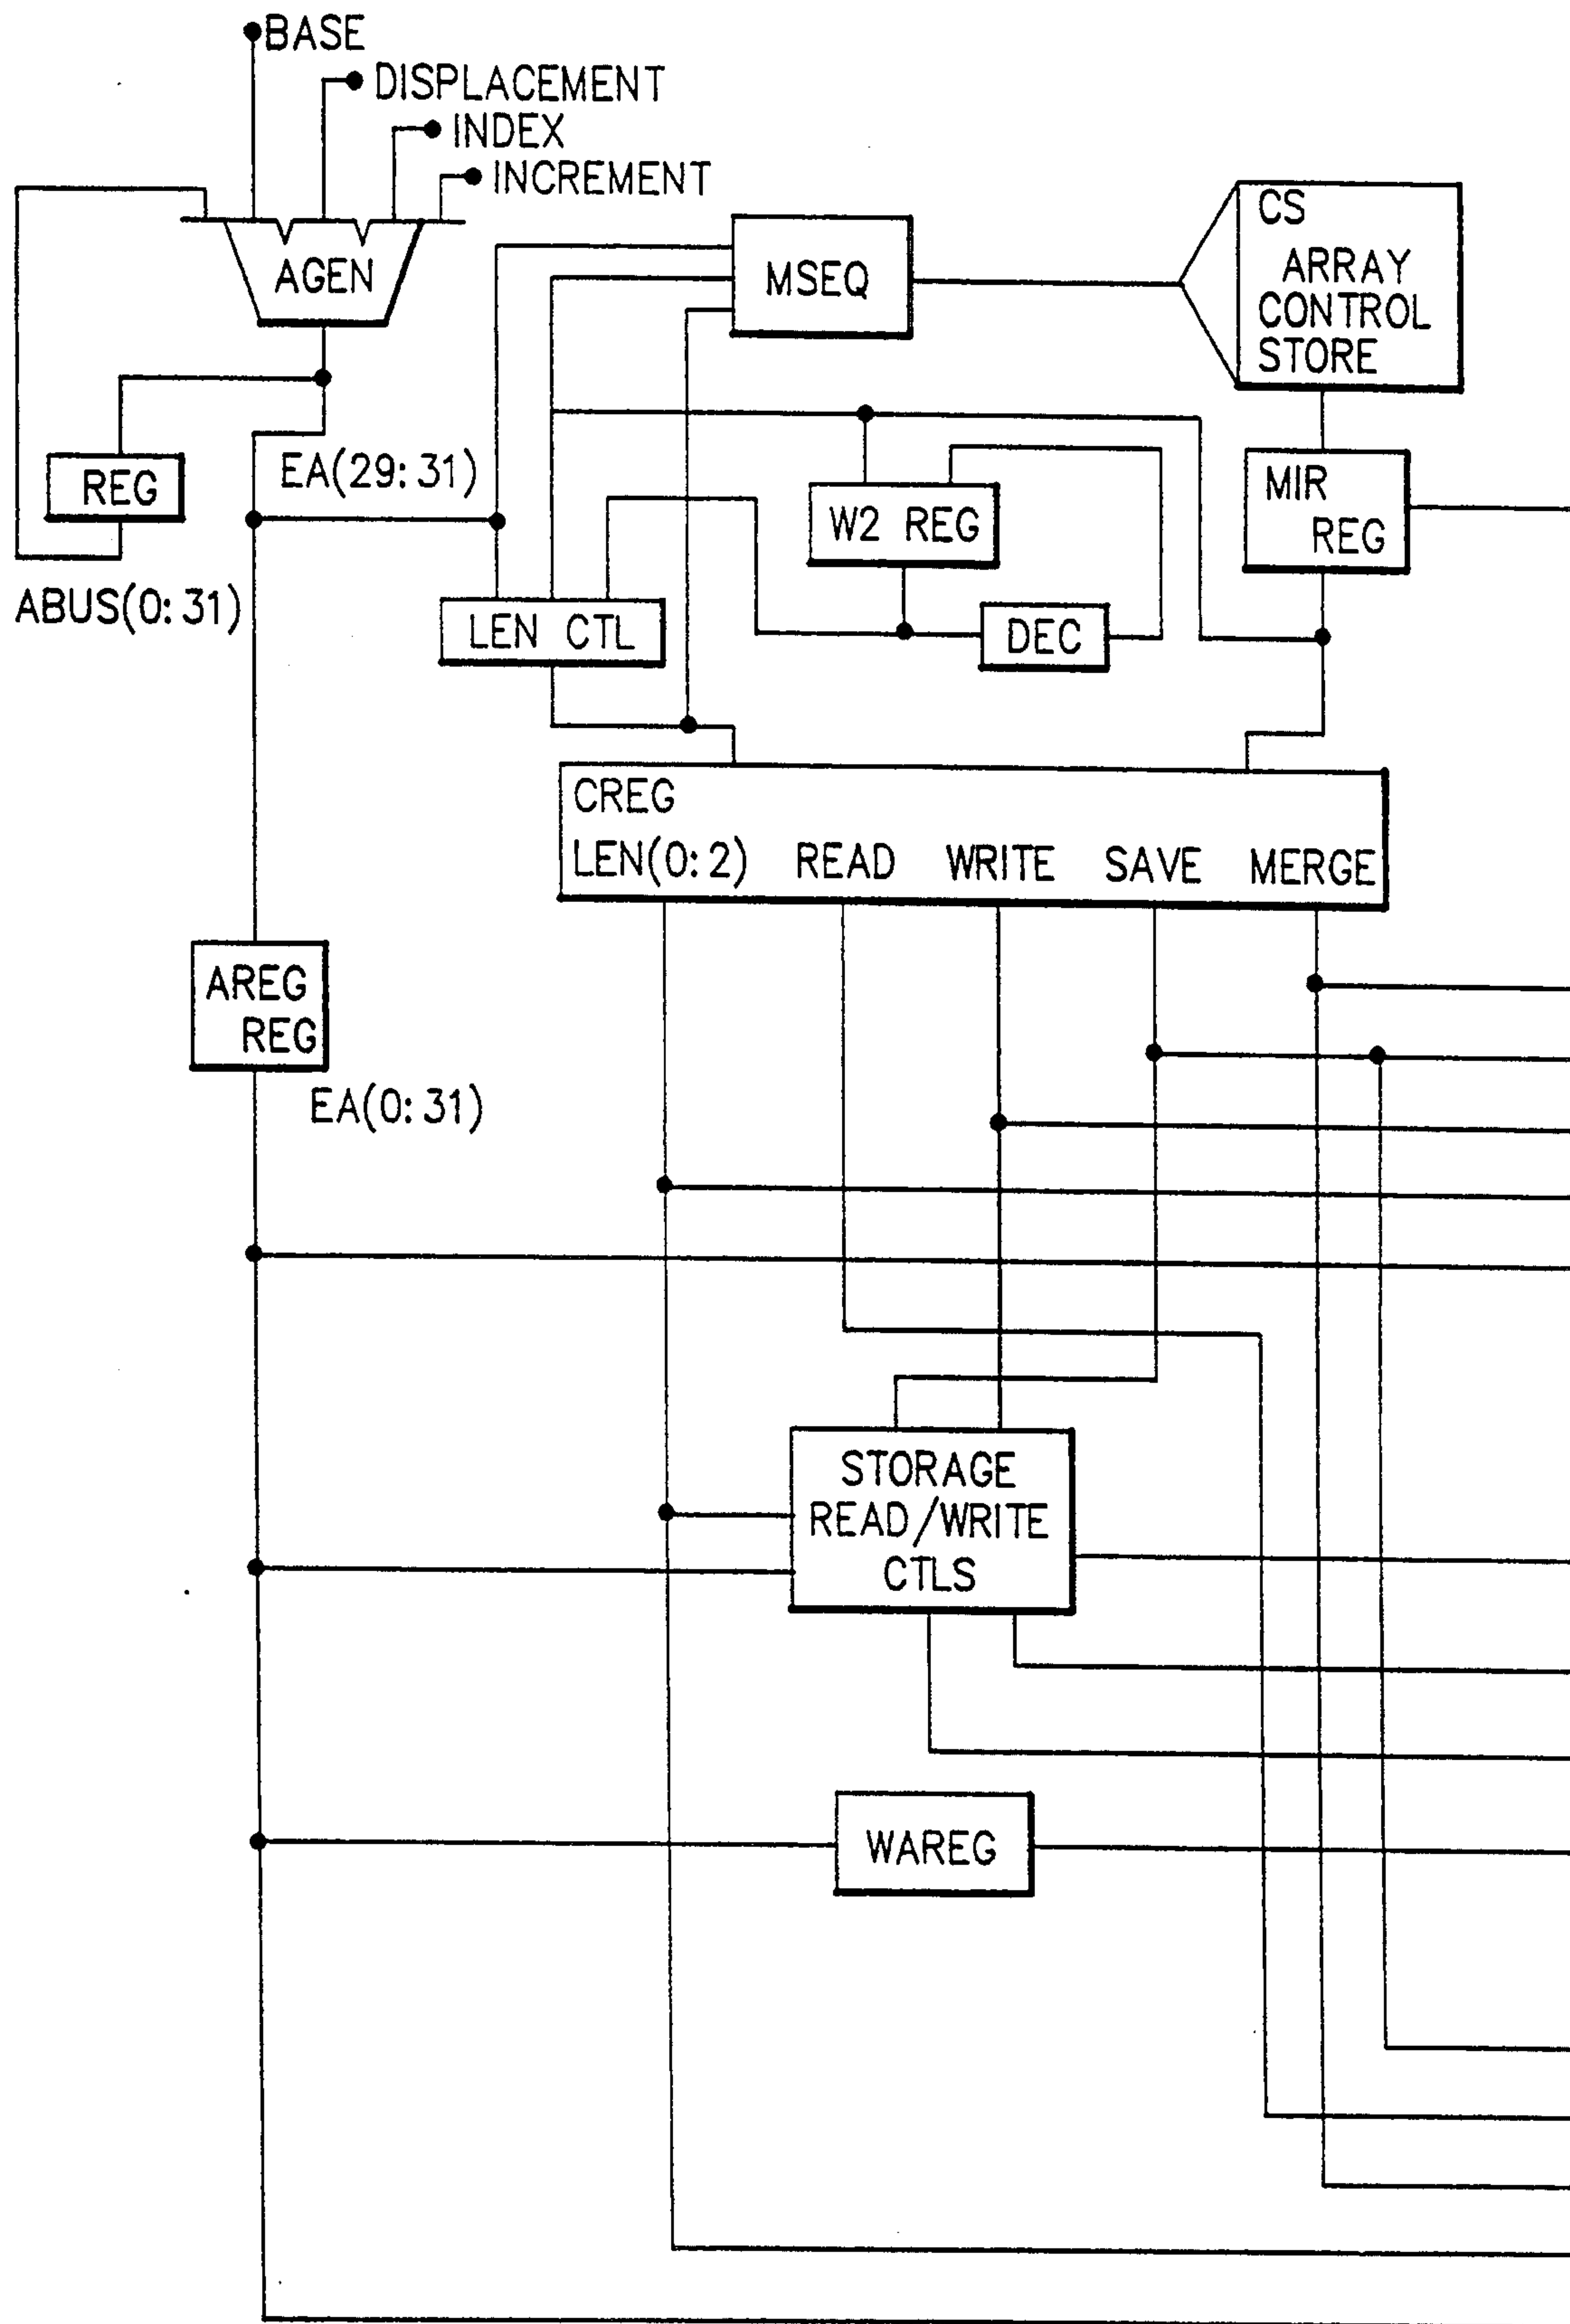 BASE
DISPLACEMENT
INDEX
INCREMENT
AGEN
MSEQ
CS
ARRAY
CONTROL
STORE
REG
EA(29:31)
W2 REG
MIR
REG
ABUS(0:31)
LEN CTL
DEC
CREG
LEN(0:2) READ WRITE SAVE MERGE
AREG
REG
EA(0:31)
STORAGE
READ/WRITE
CTLS
WAREG